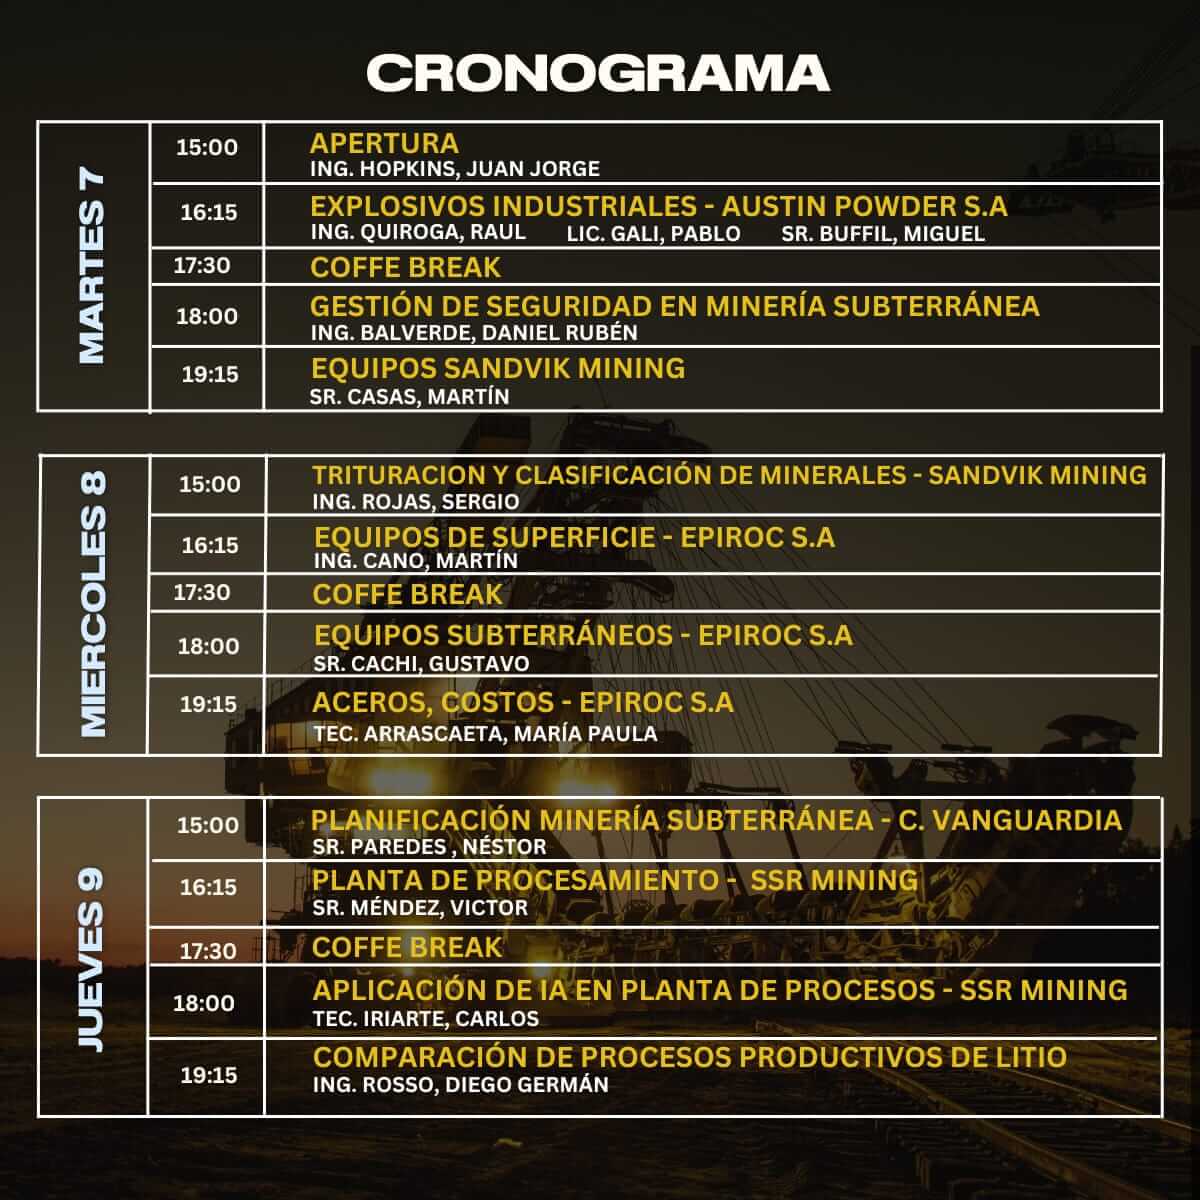 CRONOGRAMA
MARTES 7
15:00
APERTURA
ING. HOPKINS, JUAN JORGE
16:15
EXPLOSIVOS INDUSTRIALES - AUSTIN POWDER S.A
ING. QUIROGA, RAUL LIC. GALI, PABLO SR. BUFFIL, MIGUEL
17:30
COFFE BREAK
18:00
GESTIÓN DE SEGURIDAD EN MINERÍA SUBTERRÁNEA
ING. BALVERDE, DANIEL RUBÉN
19:15
EQUIPOS SANDVIK MINING
SR. CASAS, MARTÍN
MIERCOLES 8
15:00
TRITURACION Y CLASIFICACIÓN DE MINERALES - SANDVIK MINING
ING. ROJAS, SERGIO
16:15
EQUIPOS DE SUPERFICIE - EPIROC S.A
ING. CANO, MARTÍN
17:30
COFFE BREAK
18:00
EQUIPOS SUBTERRÁNEOS - EPIROC S.A
SR. CACHI, GUSTAVO
19:15
ACEROS, COSTOS - EPIROC S.A
TEC. ARRASCAETA, MARÍA PAULA
JUEVES 9
15:00
PLANIFICACIÓN MINERÍA SUBTERRÁNEA - C. VANGUARDIA
SR. PAREDES , NÉSTOR
16:15
PLANTA DE PROCESAMIENTO - SSR MINING
SR. MÉNDEZ, VICTOR
17:30
COFFE BREAK
18:00
APLICACIÓN DE IA EN PLANTA DE PROCESOS - SSR MINING
TEC. IRIARTE, CARLOS
19:15
COMPARACIÓN DE PROCESOS PRODUCTIVOS DE LITIO
ING. ROSSO, DIEGO GERMÁN